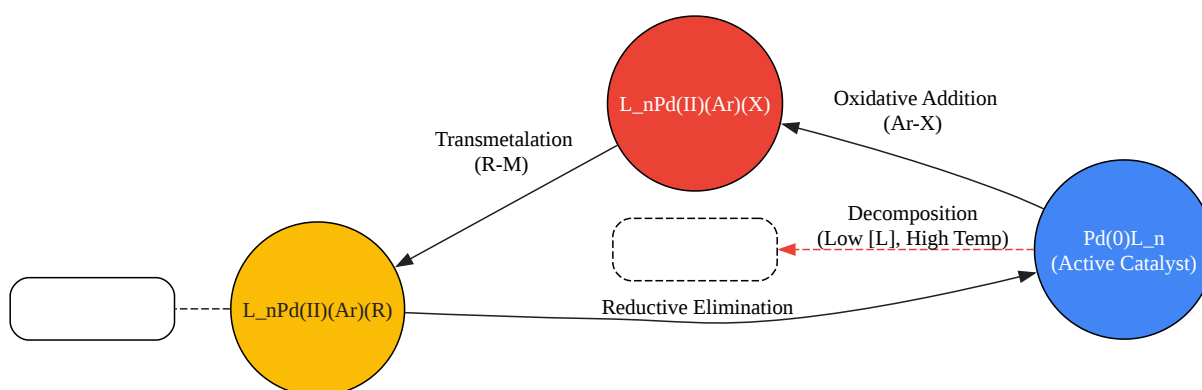 L_nPd(II)(Ar)(X)
Oxidative Addition
(Ar-X)
Transmetalation
(R-M)
Decomposition
(Low [L], High Temp)
Pd(0)L_n
(Active Catalyst)
L_nPd(II)(Ar)(R)
Reductive Elimination